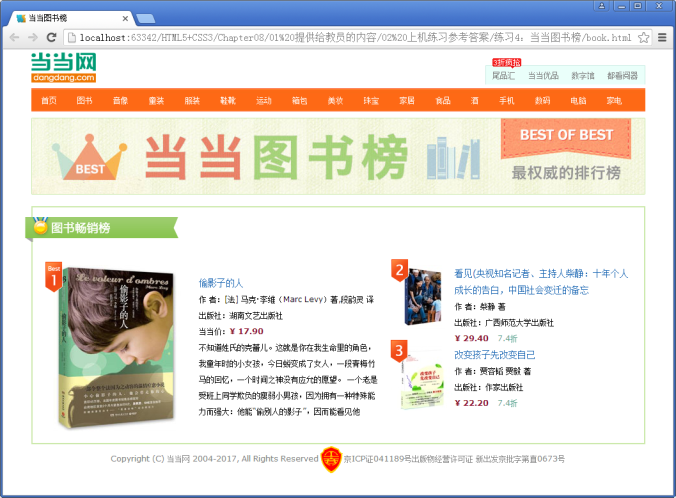 当当图书榜
localhost:63342/HTML5+CSS3/Chapter08/01%20提供给教员的内容/02%20上机练习参考答案/练习4：当当图书榜/book.html
当当网
dangdang.com
3折疯抢
尾品汇 当当优品 数字馆 都看阅器
首页 图书 音像 童装 服装 鞋靴 运动 箱包 美妆 珠宝 家居 食品 酒 手机 数码 电脑 家电
BEST
当当图书榜
BEST OF BEST
最权威的排行榜
图书畅销榜
Best
1
Le voleur d'ombres
偷影子的人
偷影子的人
作 者：[法] 马克·李维（Marc Levy）著,段韵灵 译
出版社：湖南文艺出版社
当当价：¥ 17.90
不知道姓氏的克蕾儿。这就是你在我生命里的角色，
我童年时的小女孩，今日蜕变成了女人，一段青梅竹
马的回忆，一个时间之神没有应允的愿望。 一个老是
受班上同学欺负的瘦弱小男孩，因为拥有一种特殊能
力而强大：他能"偷别人的影子"，因而能看见他
2
看见(央视知名记者、主持人柴静：十年个人
成长的告白，中国社会变迁的备忘
作 者：柴静 著
出版社：广西师范大学出版社
¥ 29.40 7.4折
3
改变孩子先改变自己
作 者：贾容韬 贾毅 著
出版社：作家出版社
¥ 22.20 7.4折
Copyright (C) 当当网 2004-2017, All Rights Reserved 京ICP证041189号出版物经营许可证 新出发京批字第直0673号